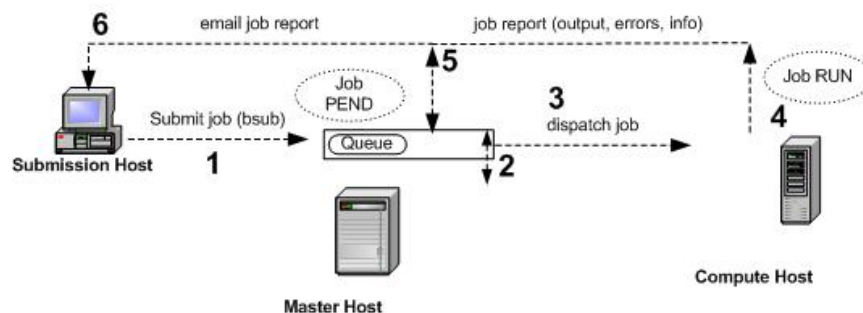 6
email job report
job report (output, errors, info)
5
Job
PEND
Job RUN
3
4
Submit job (bsub)
dispatch job
Queue
1
2
Submission Host
Compute Host
Master Host